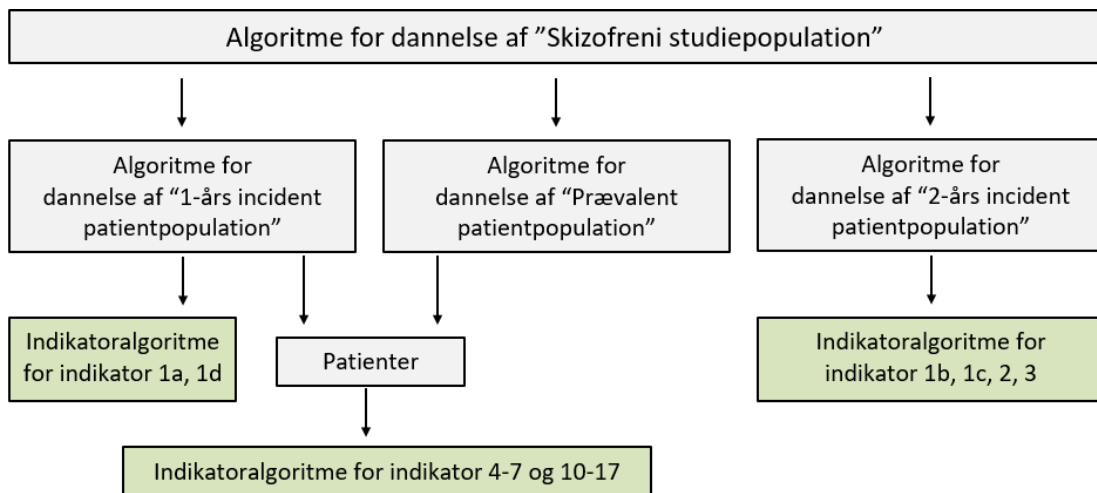 Algoritme for dannelse af ”Skizofreni studiepopulation”
Algoritme for
dannelse af “1-års incident
patientpopulation”
Algoritme for
dannelse af “Prævalent
patientpopulation”
Algoritme for
dannelse af “2-års incident
patientpopulation”
Indikatoralgoritme
for indikator 1a, 1d
Patienter
Indikatoralgoritme for
indikator 1b, 1c, 2, 3
Indikatoralgoritme for indikator 4-7 og 10-17